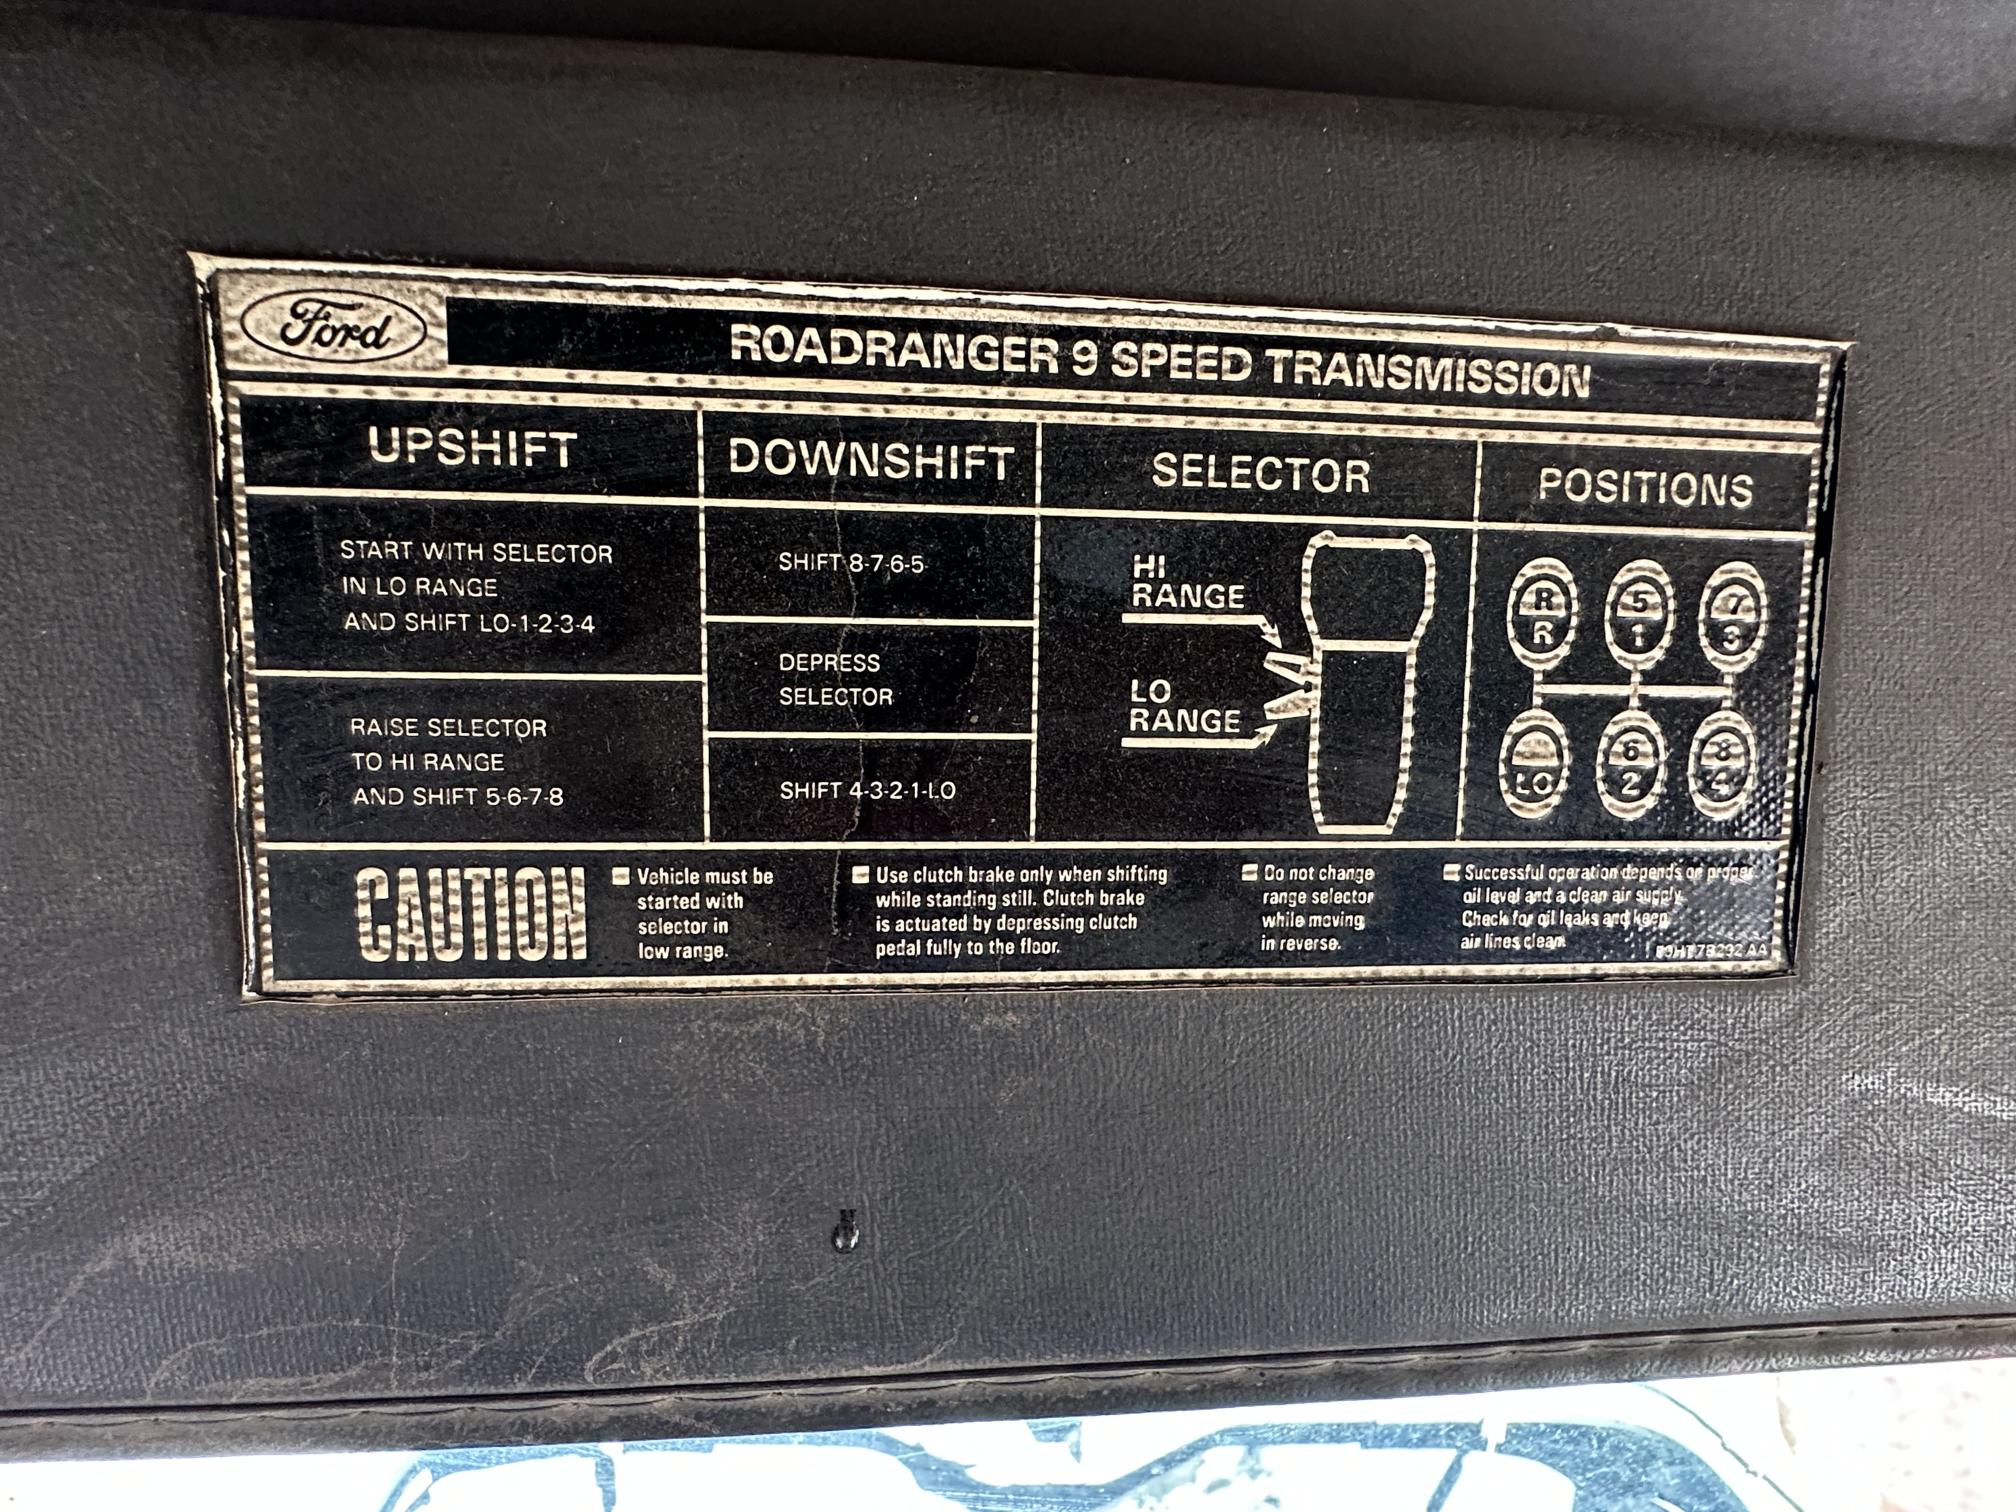 Ford
ROADRANGER 9 SPEED TRANSMISSION
UPSHIFT
START WITH SELECTOR
IN LO RANGE
AND SHIFT LO-1-2-3-4
RAISE SELECTOR
TO HI RANGE
AND SHIFT 5-6-7-8
DOWNSHIFT
SHIFT 8-7-6-5
DEPRESS
SELECTOR
SHIFT 4-3-2-1-LO
SELECTOR
HI
RANGE
LO
RANGE
POSITIONS
R 5 7
R 1 3
6 8
LO 2 4
CAUTION
Vehicle must be
started with
selector in
low range.
Use clutch brake only when shifting
while standing still. Clutch brake
is actuated by depressing clutch
pedal fully to the floor.
Do not change
range selector
while moving
in reverse.
Successful operation depends on proper
oil level and a clean air supply.
Check for oil leaks and keep
air lines clean.